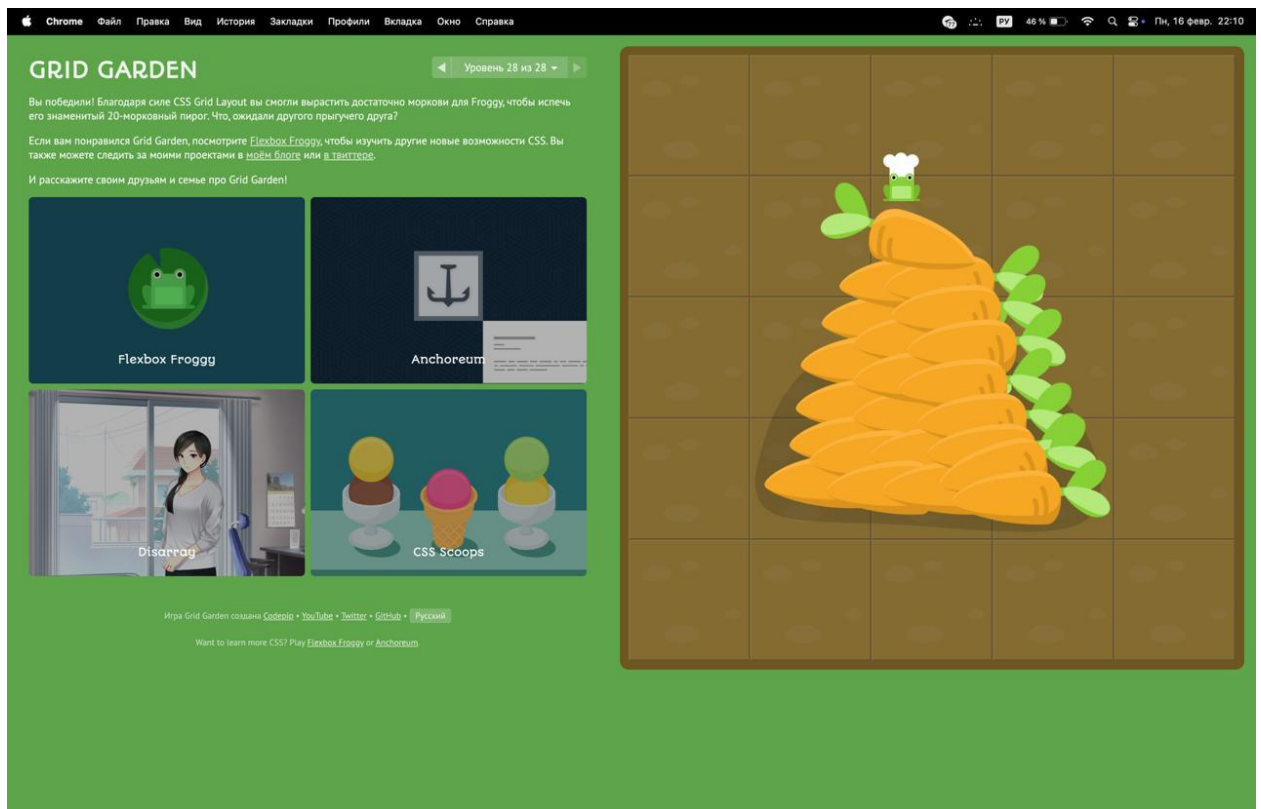 Chrome Файл Правка Вид История Закладки Профили Вкладка Окно Справка
РУ 46 % Пн, 16 февр. 22:10
GRID GARDEN
Уровень 28 из 28
Вы победили! Благодаря силе CSS Grid Layout вы смогли вырастить достаточно моркови для Froggy, чтобы испечь
его знаменитый 20-морковный пирог. Что, ожидали другого прыгучего друга?
Если вам понравился Grid Garden, посмотрите Flexbox Froggy, чтобы изучить другие новые возможности CSS. Вы
также можете следить за моими проектами в моём блоге или в твиттере.
И расскажите своим друзьям и семье про Grid Garden!
Flexbox Froggy
Anchoreum
Disarray
CSS Scoops
Игра Grid Garden создана Codepip • YouTube • Twitter • GitHub • Русский
Want to learn more CSS? Play Flexbox Froggy or Anchoreum.